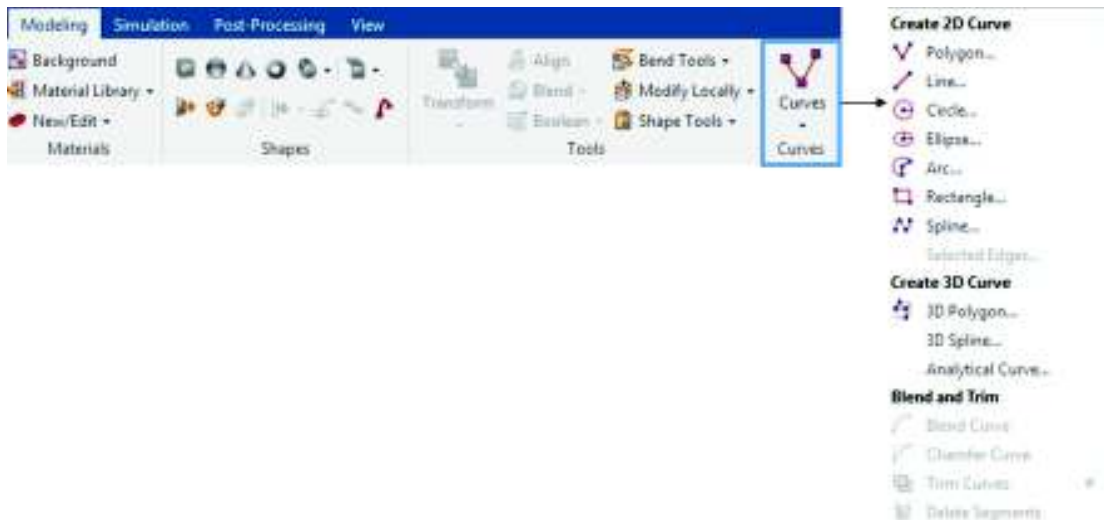 Modeling Simulation Post-Processing View
Background
Material Library
New/Edit
Materials
Shapes
Transform
Align
Blend
Boolean
Bend Tools
Modify Locally
Shape Tools
Tools
Curves
Curves
Create 2D Curve
Polygon...
Line...
Circle...
Ellipse...
Arc...
Rectangle...
Spline...
Selected Edges...
Create 3D Curve
3D Polygon...
3D Spline...
Analytical Curve...
Blend and Trim
Blend Curve
Chamfer Curve
Trim Curves
Delete Segments